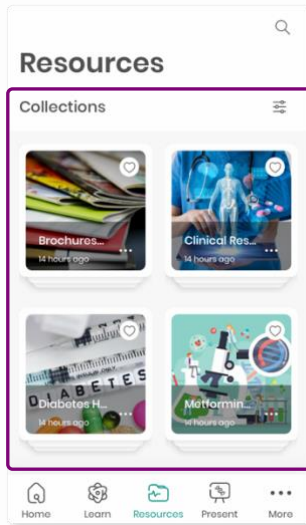 Resources
Collections
Brochures...
14 hours ago
Clinical Res...
14 hours ago
DIABETES
Diabetes H...
14 hours ago
Metformin...
14 hours ago
Home
Learn
Resources
Present
More